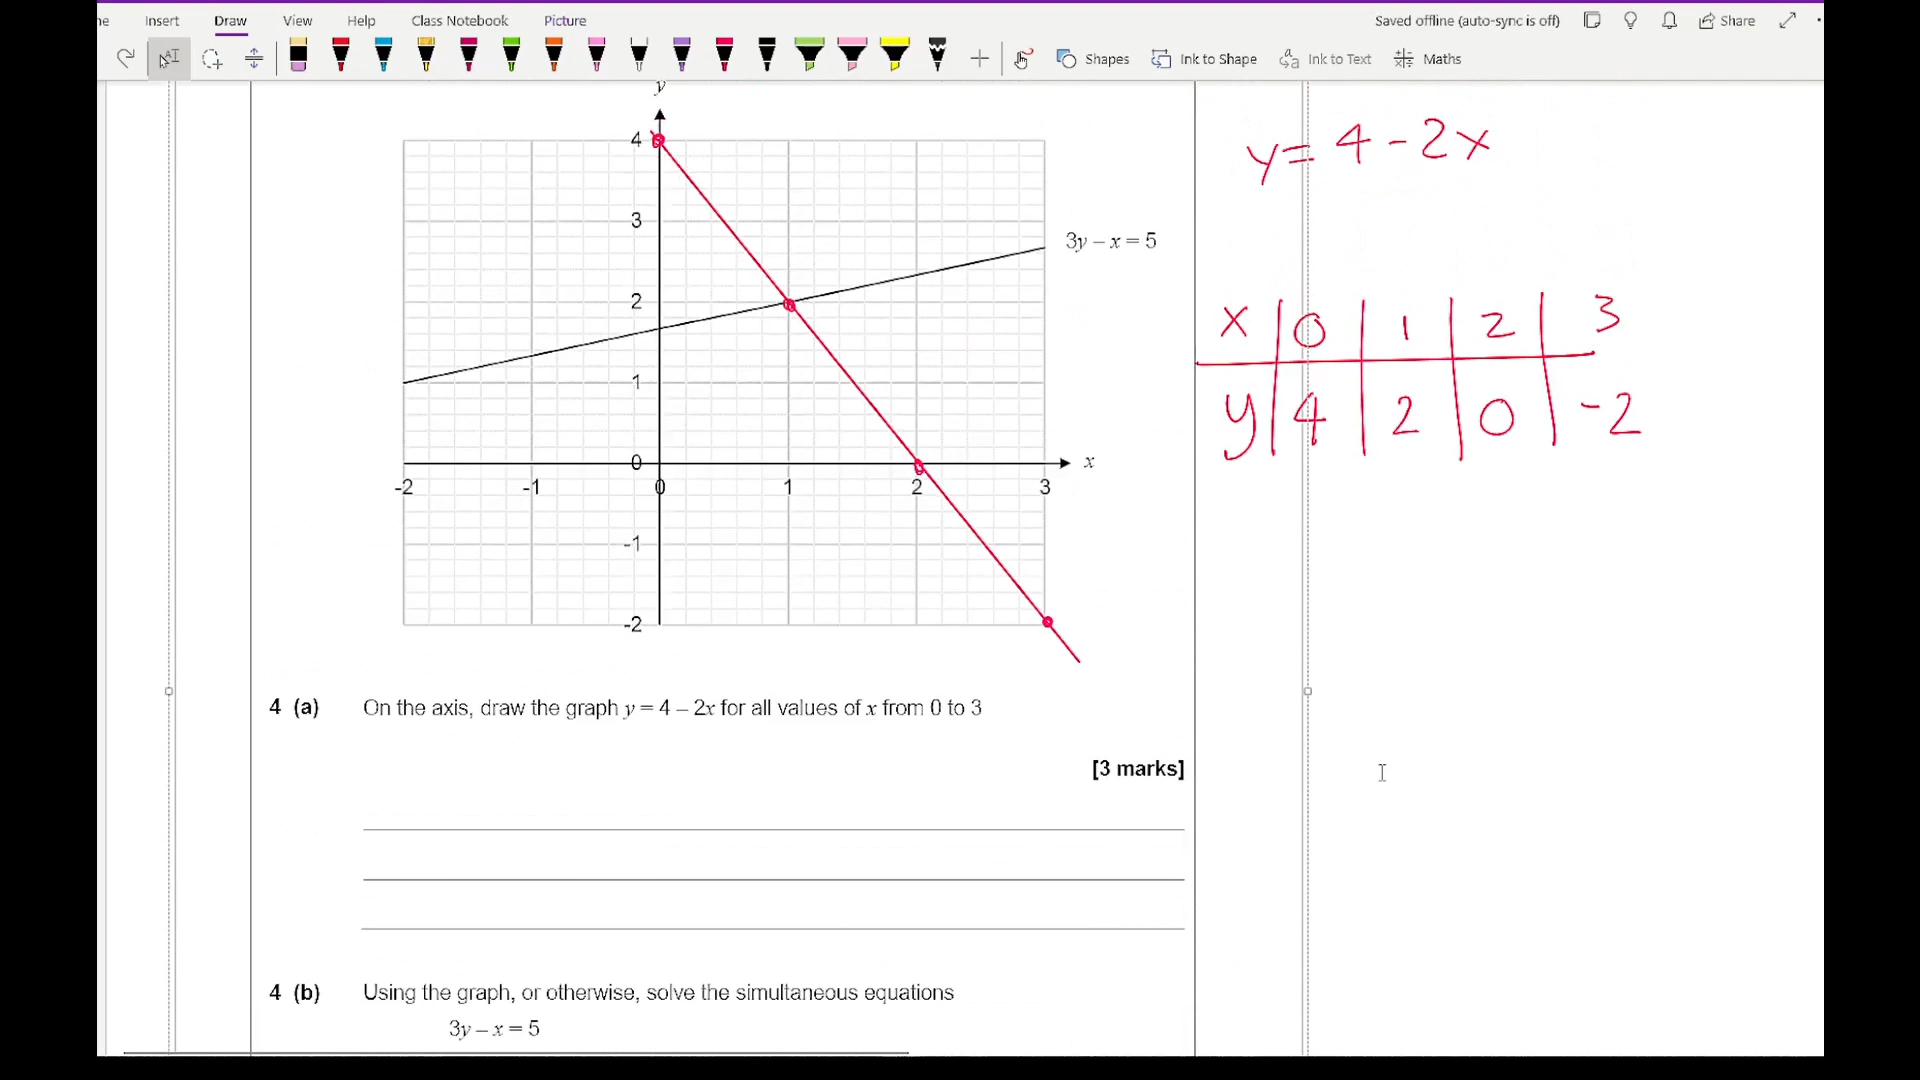 Insert Draw View Help Class Notebook Picture Saved offline (auto-sync is off) Share
Shapes Ink to Shape Ink to Text Maths
y
4
3
2
1
0
-1
-2
-2 -1 0 1 2 3
x
3y – x = 5
y = 4 - 2x
x 0 1 2 3
y 4 2 0 -2
4 (a) On the axis, draw the graph y = 4 – 2x for all values of x from 0 to 3
[3 marks]
4 (b) Using the graph, or otherwise, solve the simultaneous equations
3y – x = 5